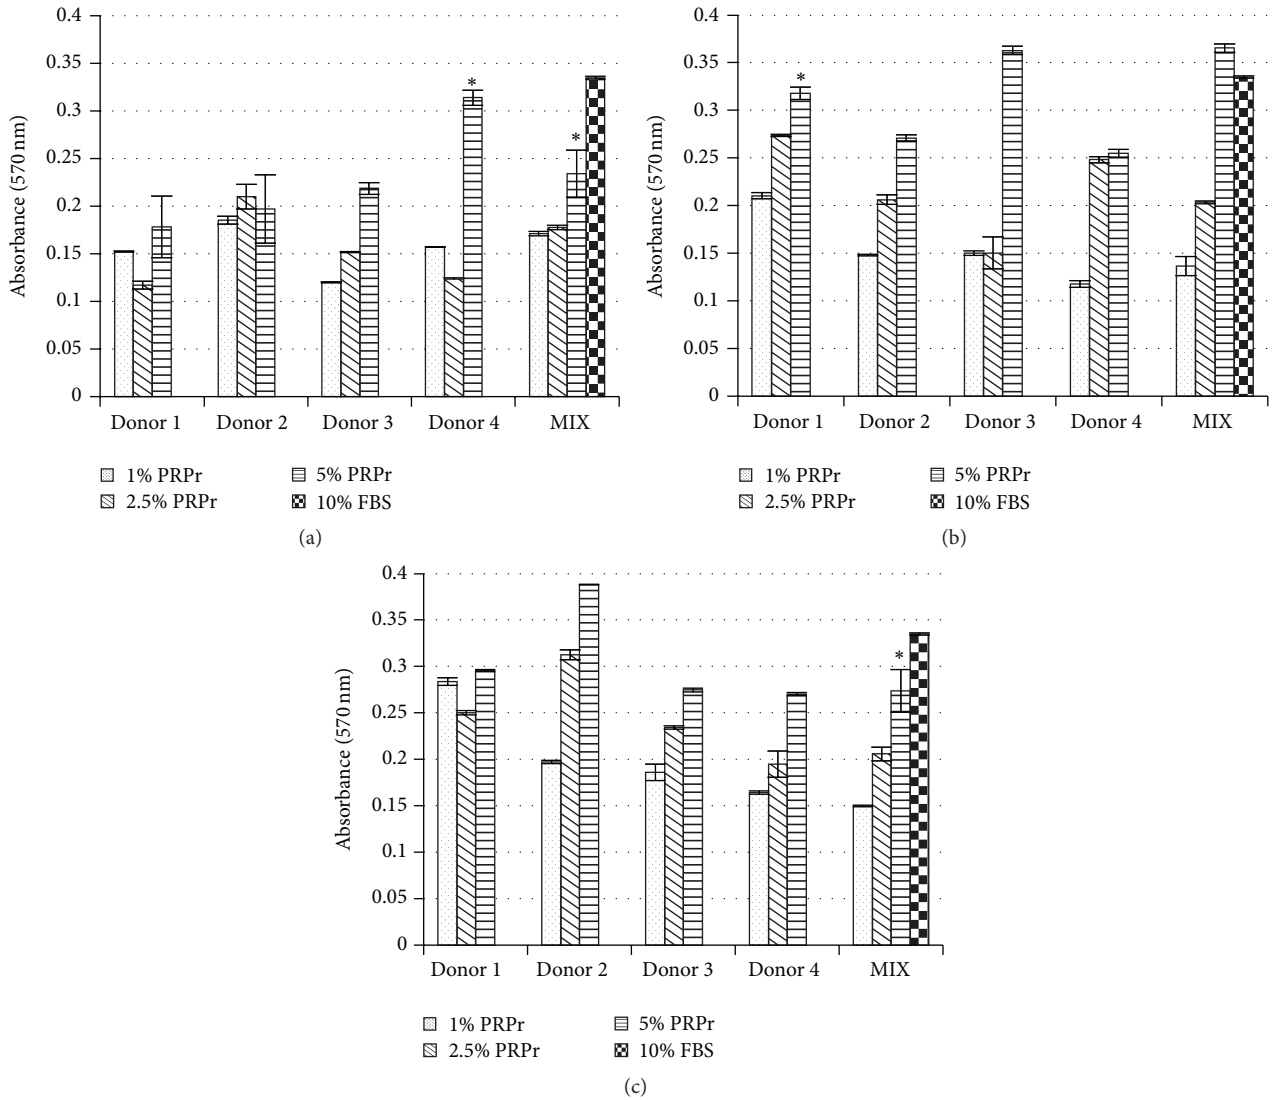 0.4
0.35
0.3
0.25
0.2
0.15
0.1
0.05
0
Absorbance (570 nm)
*
*
Donor 1 Donor 2 Donor 3 Donor 4 MIX
1% PRPr 5% PRPr
2.5% PRPr 10% FBS
(a)
0.4
0.35
0.3
0.25
0.2
0.15
0.1
0.05
0
Absorbance (570 nm)
*
Donor 1 Donor 2 Donor 3 Donor 4 MIX
1% PRPr 5% PRPr
2.5% PRPr 10% FBS
(b)
0.4
0.35
0.3
0.25
0.2
0.15
0.1
0.05
0
Absorbance (570 nm)
*
Donor 1 Donor 2 Donor 3 Donor 4 MIX
1% PRPr 5% PRPr
2.5% PRPr 10% FBS
(c)